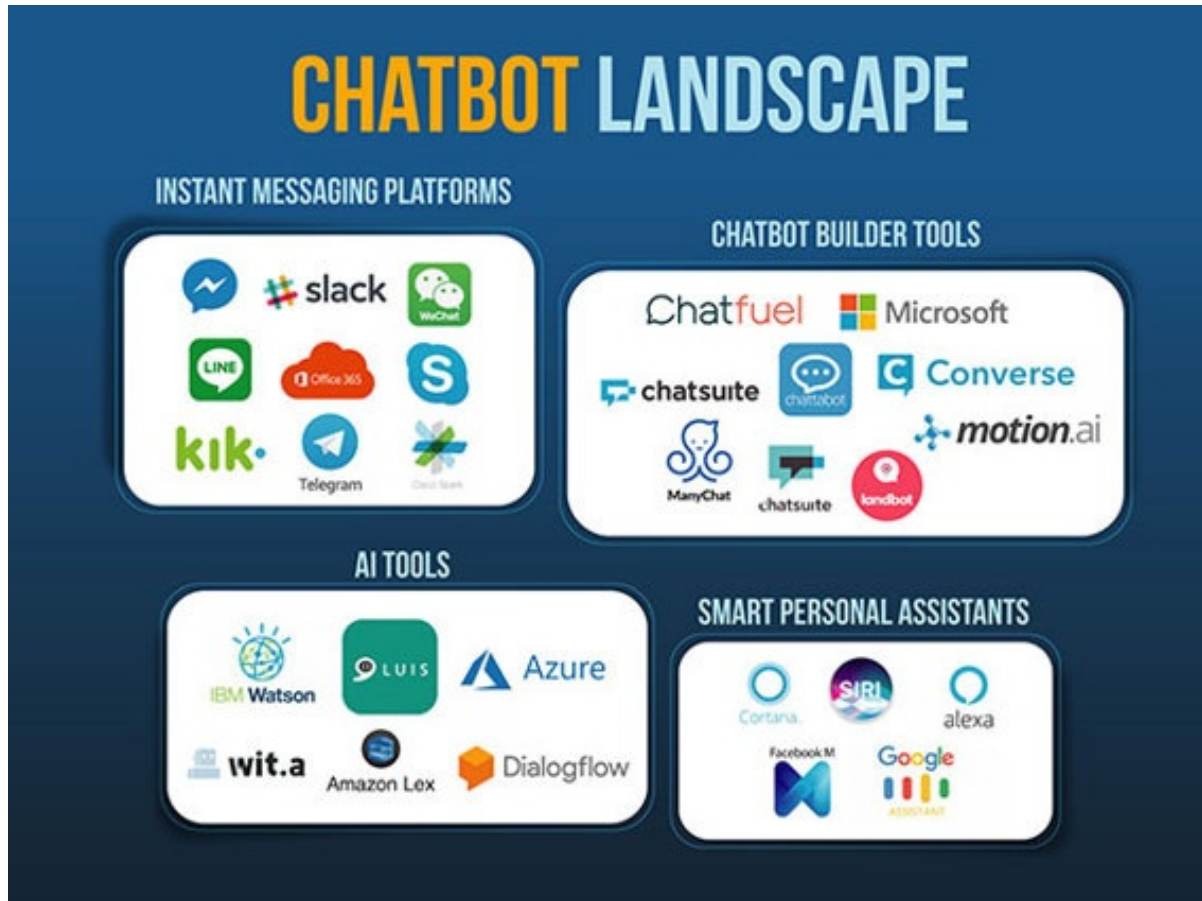 CHATBOT LANDSCAPE
INSTANT MESSAGING PLATFORMS
slack
WeChat
LINE
Office 365
S
kik
Telegram
CHATBOT BUILDER TOOLS
Chatfuel
Microsoft
chatsuite
chattabot
C Converse
motion.ai
ManyChat
chatsuite
landbot
AI TOOLS
IBM Watson
LUIS
Azure
wit.a
Amazon Lex
Dialogflow
SMART PERSONAL ASSISTANTS
Cortana
SIRI
alexa
Facebook M
Google
ASSISTANT